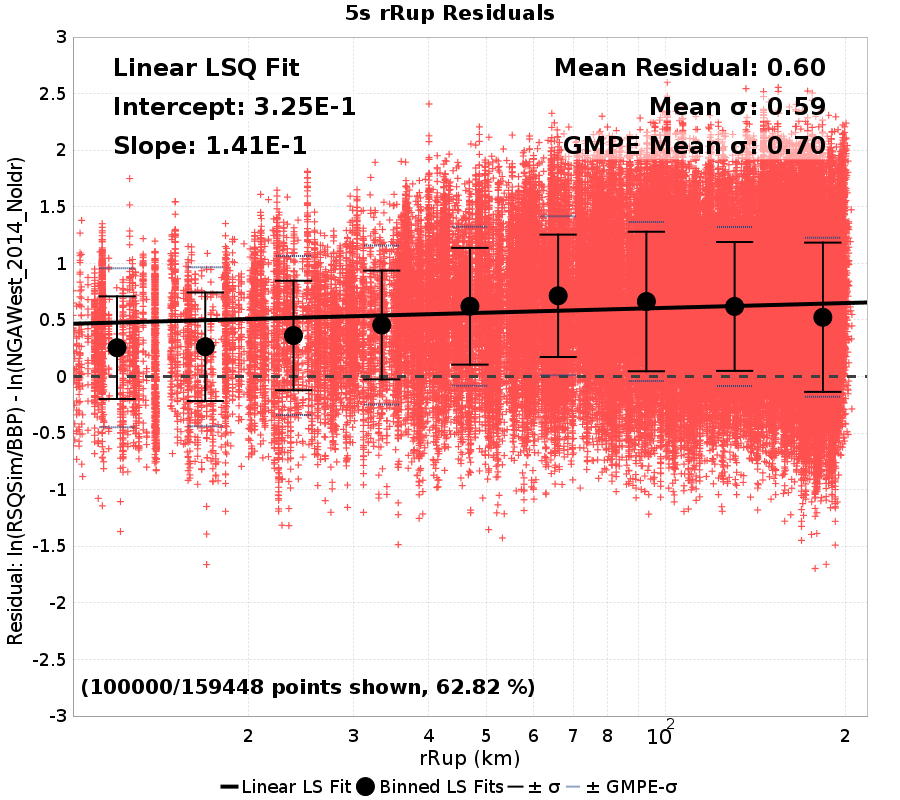 5s rRup Residuals
Linear LSQ Fit
Intercept: 3.25E-1
Slope: 1.41E-1
Mean Residual: 0.60
Mean σ: 0.59
GMPE Mean σ: 0.70
Residual: ln(RSQSim/BBP) - ln(NGAWest_2014_NoIdr)
3
2.5
2
1.5
1
0.5
0
-0.5
-1
-1.5
-2
-2.5
-3
(100000/159448 points shown, 62.82 %)
2 3 4 5 6 7 8 10² 2
rRup (km)
Linear LS Fit Binned LS Fits ± σ ± GMPE-σ